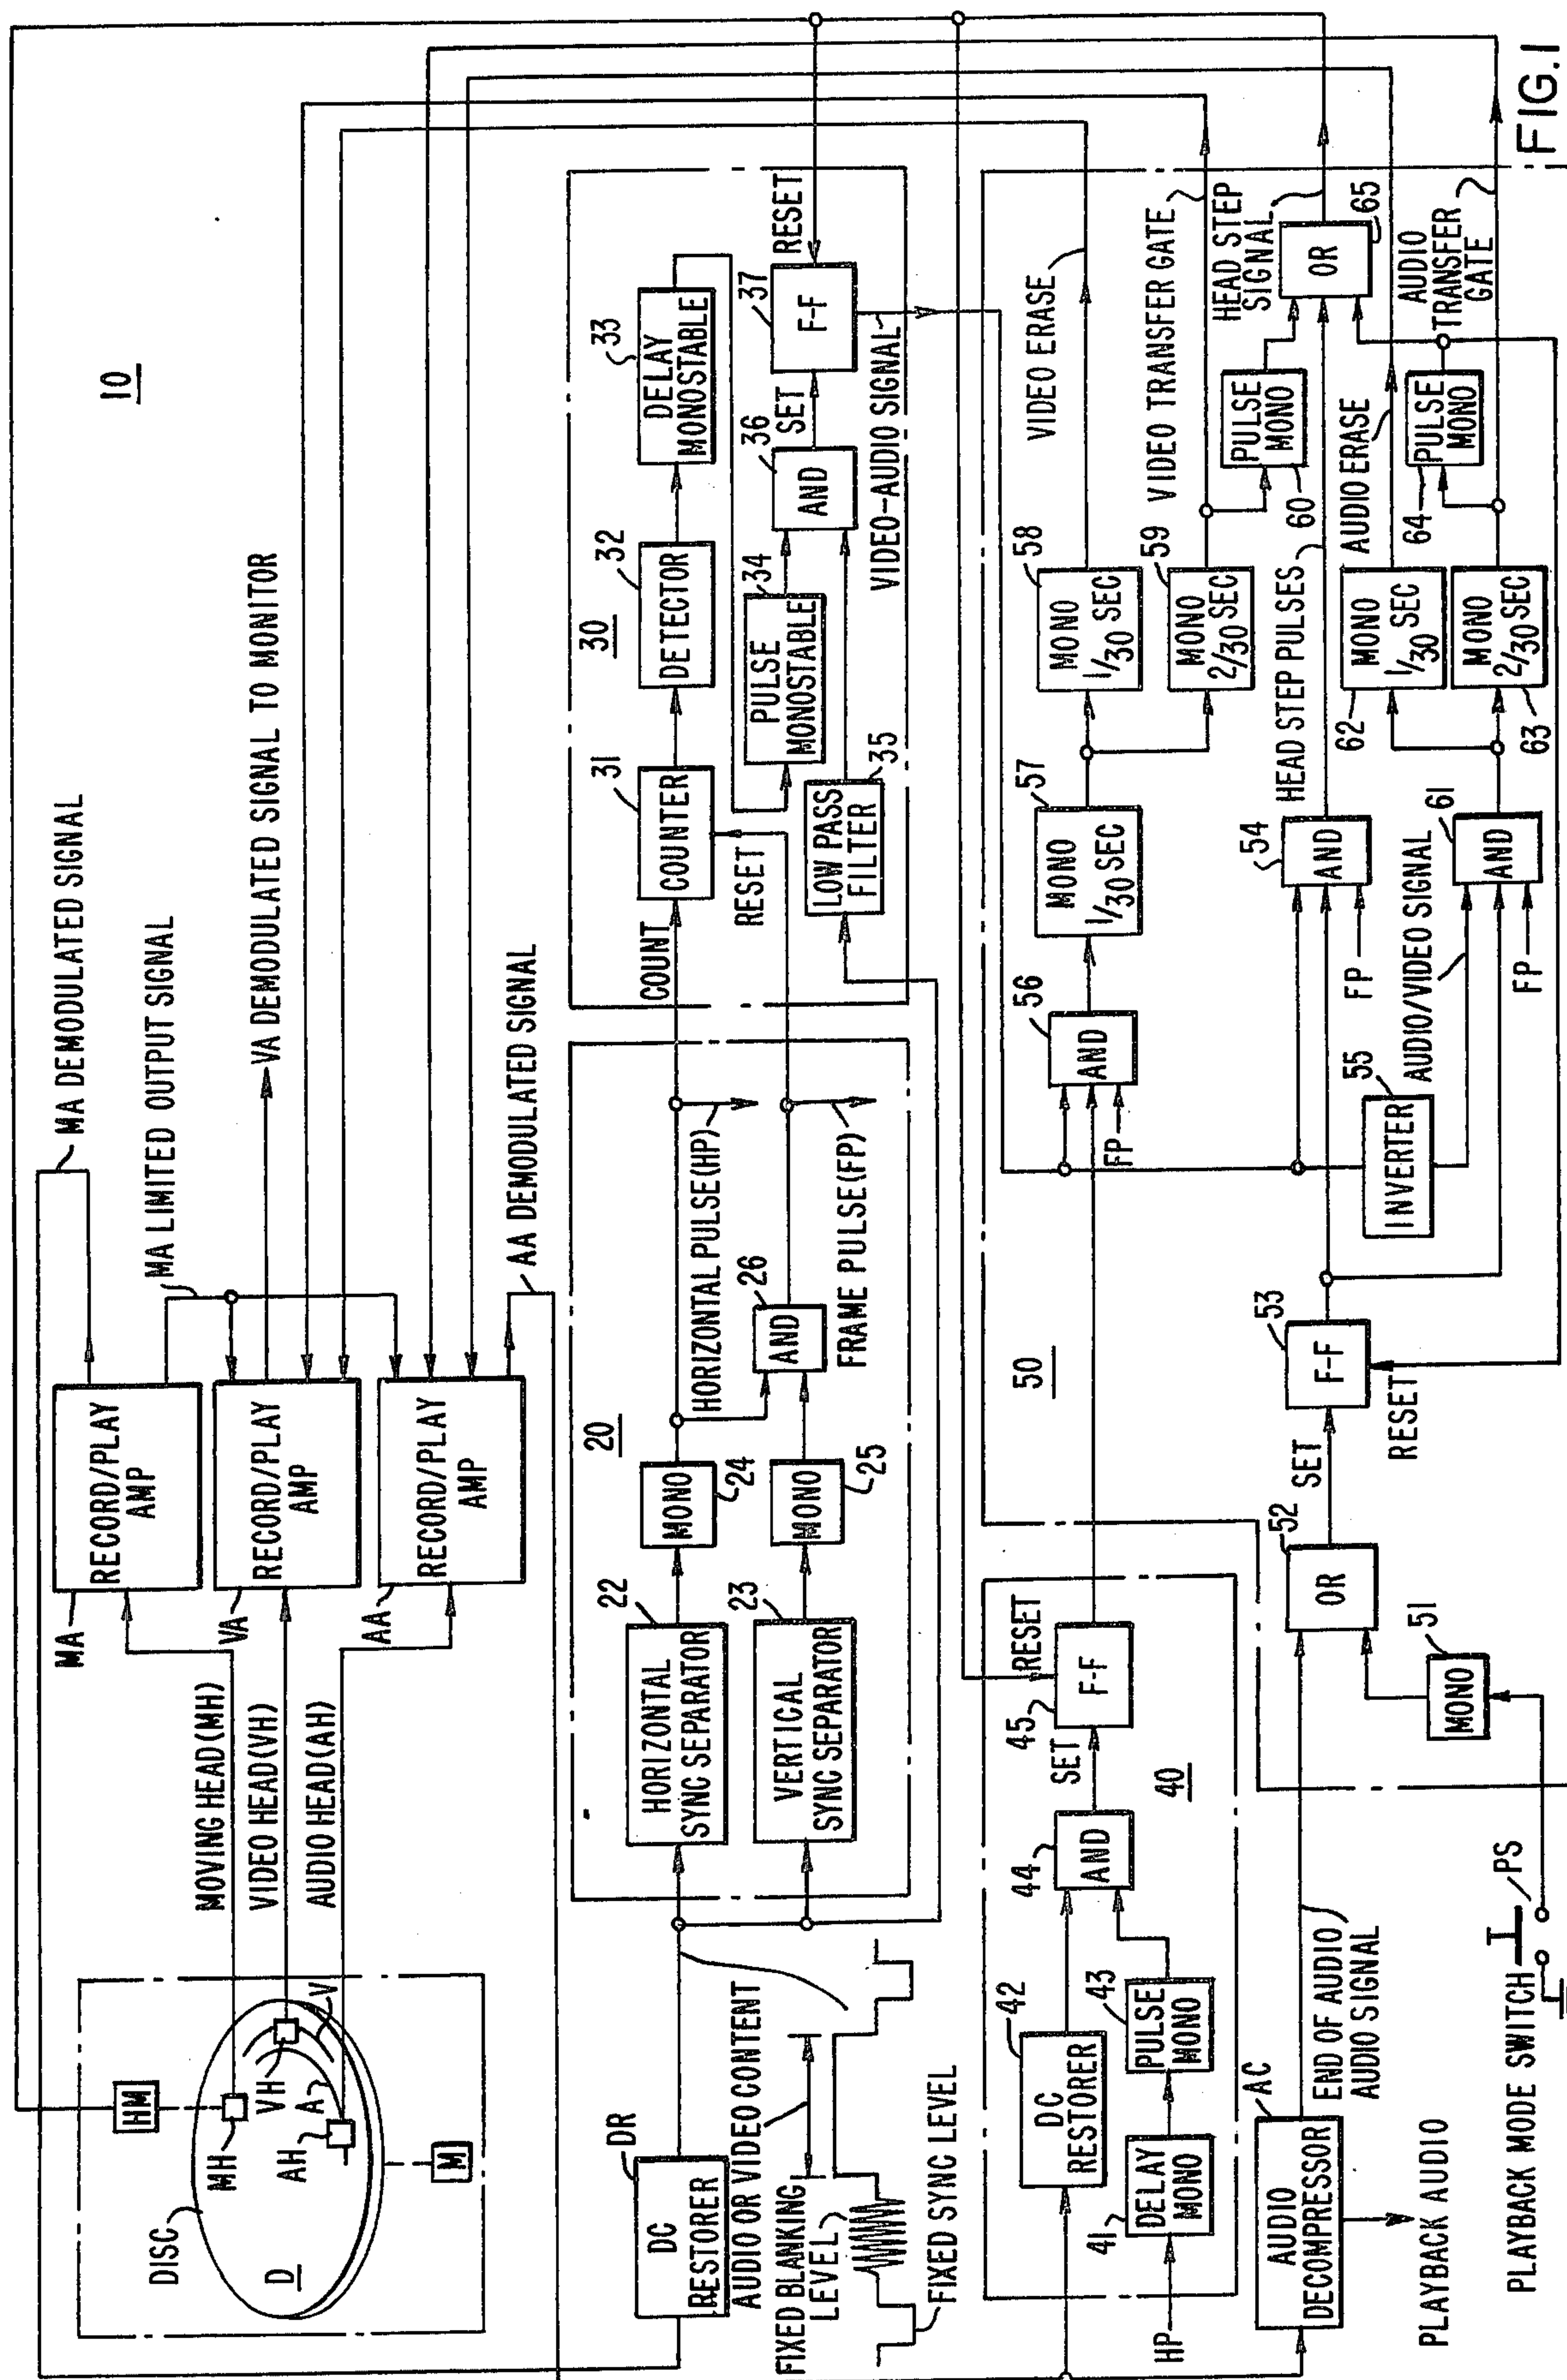 10
MA DEMODULATED SIGNAL
MA LIMITED OUTPUT SIGNAL
VA DEMODULATED SIGNAL TO MONITOR
AA DEMODULATED SIGNAL
MA
RECORD/PLAY
AMP
VA
RECORD/PLAY
AMP
AA
RECORD/PLAY
AMP
MOVING HEAD(MH)
VIDEO HEAD(VH)
AUDIO HEAD(AH)
HM
DISC
MH
VH
V
A
AH
D
M
DR
DC
RESTORER
AUDIO OR VIDEO CONTENT
FIXED BLANKING
LEVEL
FIXED SYNC LEVEL
20
22
HORIZONTAL
SYNC SEPARATOR
23
VERTICAL
SYNC SEPARATOR
MONO
24
MONO
25
26
AND
HORIZONTAL PULSE(HP)
FRAME PULSE(FP)
30
COUNT
RESET
31
COUNTER
32
DETECTOR
33
DELAY
MONOSTABLE
34
PULSE
MONOSTABLE
35
LOW PASS
FILTER
36
AND
SET
37
F-F
RESET
VIDEO-AUDIO SIGNAL
40
HP
41
DELAY
MONO
42
DC
RESTORER
43
PULSE
MONO
44
AND
SET
45
F-F
RESET
AC
AUDIO
DECOMPRESSOR
PLAYBACK AUDIO
END OF AUDIO
AUDIO SIGNAL
PLAYBACK MODE SWITCH
PS
50
51
MONO
52
OR
SET
53
F-F
RESET
54
AND
FP
55
INVERTER
AUDIO/VIDEO SIGNAL
56
AND
FP
57
MONO
1/30 SEC
58
MONO
1/30 SEC
59
MONO
2/30 SEC
60
PULSE
MONO
61
AND
FP
62
MONO
1/30 SEC
63
MONO
2/30 SEC
64
PULSE
MONO
65
OR
VIDEO ERASE
VIDEO TRANSFER GATE
HEAD STEP PULSES
HEAD STEP
SIGNAL
AUDIO ERASE
AUDIO
TRANSFER
GATE
FIG.1